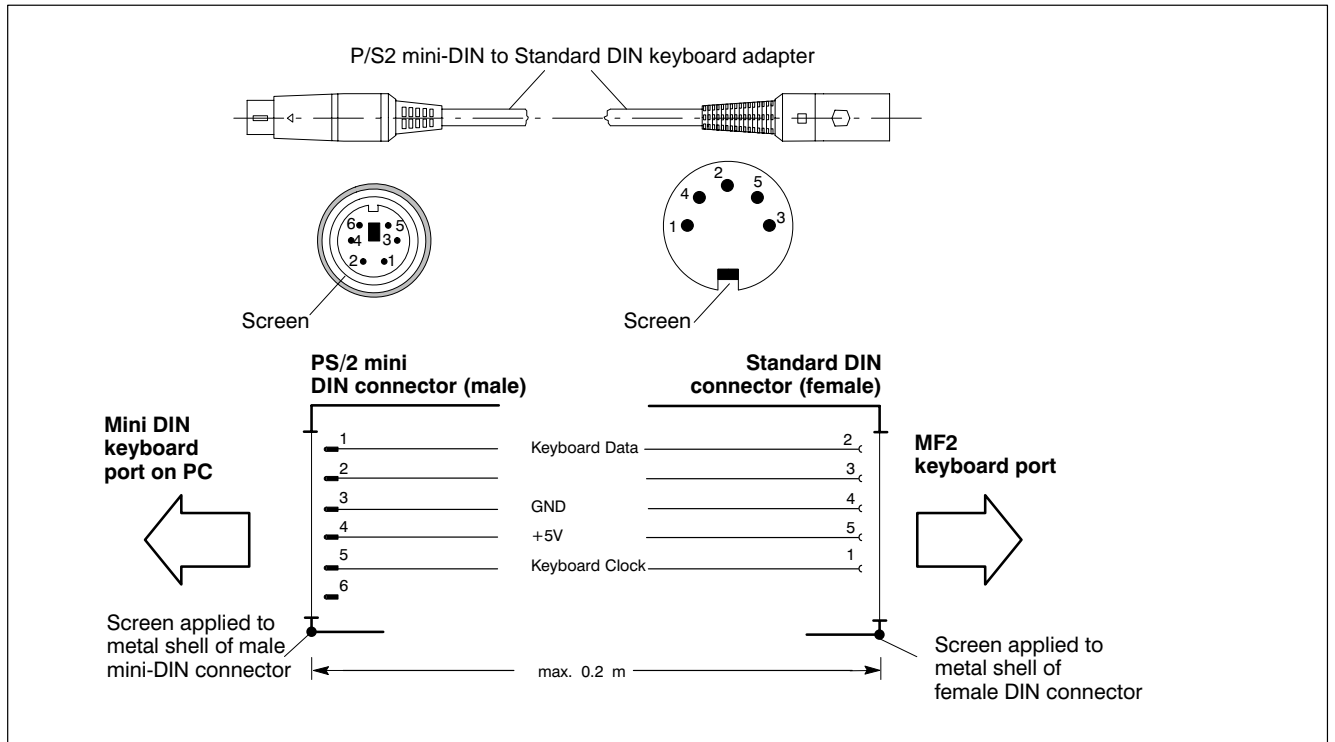 P/S2 mini-DIN to Standard DIN keyboard adapter
6
5
4
3
2
1
Screen
2
4
5
1
3
Screen
PS/2 mini
DIN connector (male)
Standard DIN
connector (female)
Mini DIN
keyboard
port on PC
MF2
keyboard port
1 Keyboard Data 2
2 3
3 GND 4
4 +5V 5
5 Keyboard Clock 1
6
Screen applied to
metal shell of male
mini-DIN connector
max. 0.2 m
Screen applied to
metal shell of
female DIN connector